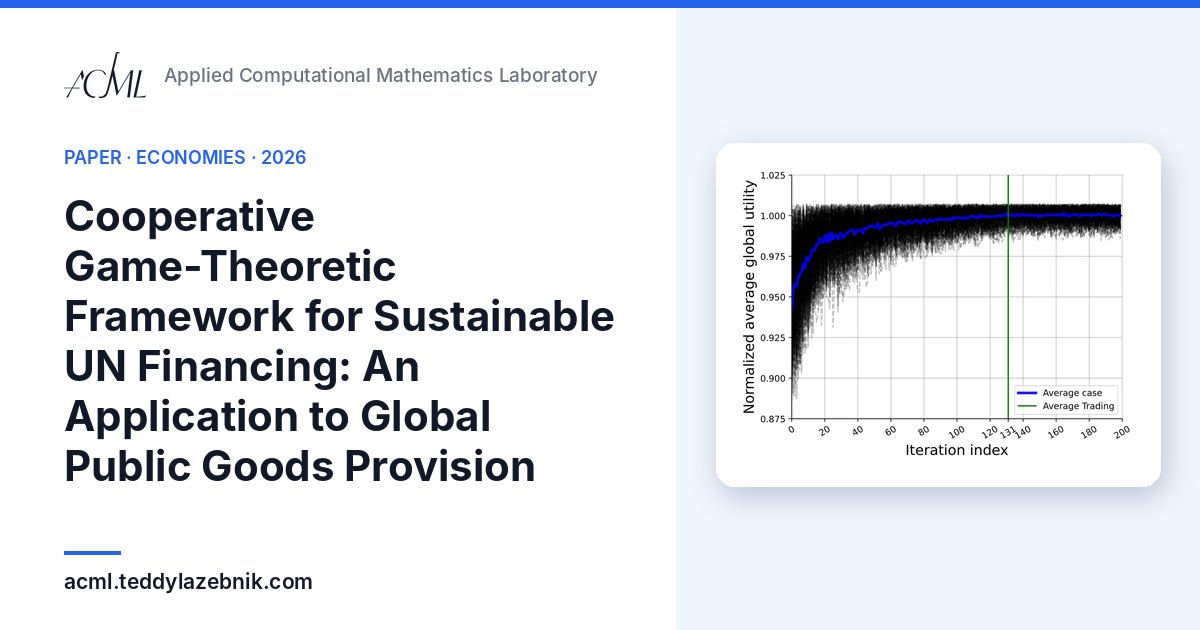 ACML
Applied Computational Mathematics Laboratory
PAPER · ECONOMIES · 2026
Cooperative
Game-Theoretic
Framework for Sustainable
UN Financing: An
Application to Global
Public Goods Provision
acml.teddylazebnik.com
Normalized average global utility
1.025
1.000
0.975
0.950
0.925
0.900
0.875
Average case
Average Trading
0 20 40 60 80 100 120 131 140 160 180 200
Iteration index